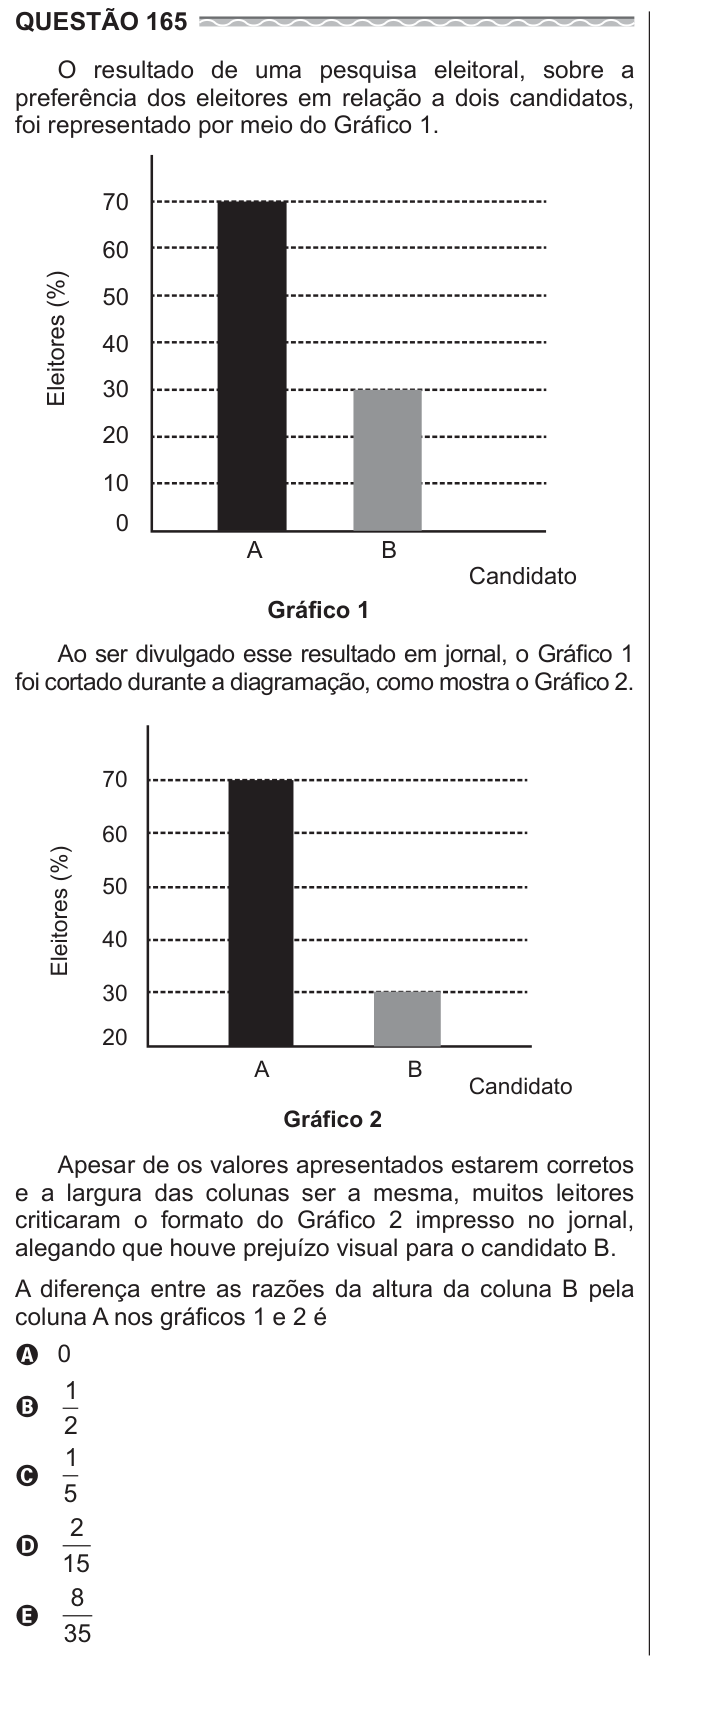 QUESTÃO 165
O resultado de uma pesquisa eleitoral, sobre a
preferência dos eleitores em relação a dois candidatos,
foi representado por meio do Gráfico 1.
70
60
50
40
30
20
10
0
Eleitores (%)
A B
Candidato
Gráfico 1
Ao ser divulgado esse resultado em jornal, o Gráfico 1
foi cortado durante a diagramação, como mostra o Gráfico 2.
70
60
50
40
30
20
Eleitores (%)
A B
Candidato
Gráfico 2
Apesar de os valores apresentados estarem corretos
e a largura das colunas ser a mesma, muitos leitores
criticaram o formato do Gráfico 2 impresso no jornal,
alegando que houve prejuízo visual para o candidato B.
A diferença entre as razões da altura da coluna B pela
coluna A nos gráficos 1 e 2 é
A 0
B 1/2
C 1/5
D 2/15
E 8/35